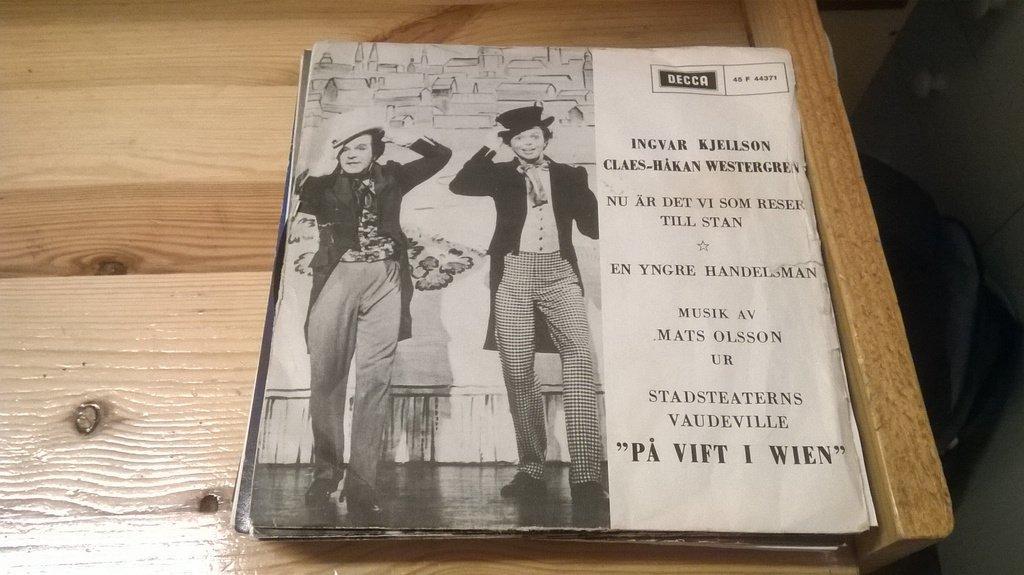 DECCA 45 F 44371
INGVAR KJELLSON
CLAES-HÅKAN WESTERGREN
NU ÄR DET VI SOM RESER
TILL STAN
☆
EN YNGRE HANDELSMAN
MUSIK AV
MATS OLSSON
UR
STADSTEATERNS
VAUDEVILLE
”PÅ VIFT I WIEN”